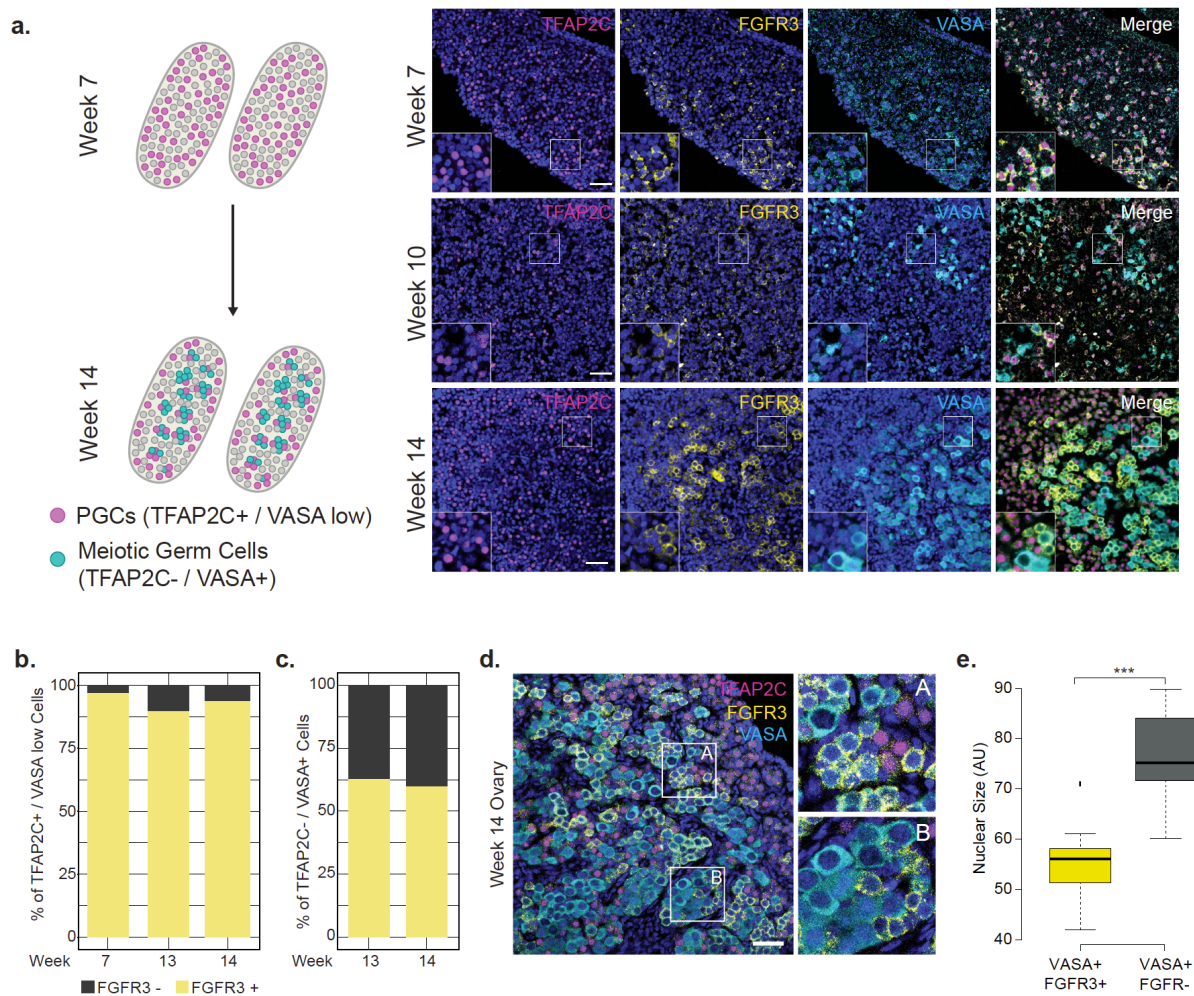 a.
Week 7
Week 14
PGCs (TFAP2C+ / VASA low)
Meiotic Germ Cells
(TFAP2C- / VASA+)
Week 7
TFAP2C
FGFR3
VASA
Merge
Week 10
TFAP2C
FGFR3
VASA
Merge
Week 14
TFAP2C
FGFR3
VASA
Merge
b.
% of TFAP2C+ / VASA low Cells
100
75
50
25
0
Week 7 13 14
c.
% of TFAP2C- / VASA+ Cells
100
75
50
25
0
Week 13 14
FGFR3 - FGFR3 +
d.
Week 14 Ovary
TFAP2C
FGFR3
VASA
A
B
A
B
e.
***
Nuclear Size (AU)
90
80
70
60
50
40
VASA+
FGFR3+
VASA+
FGFR-